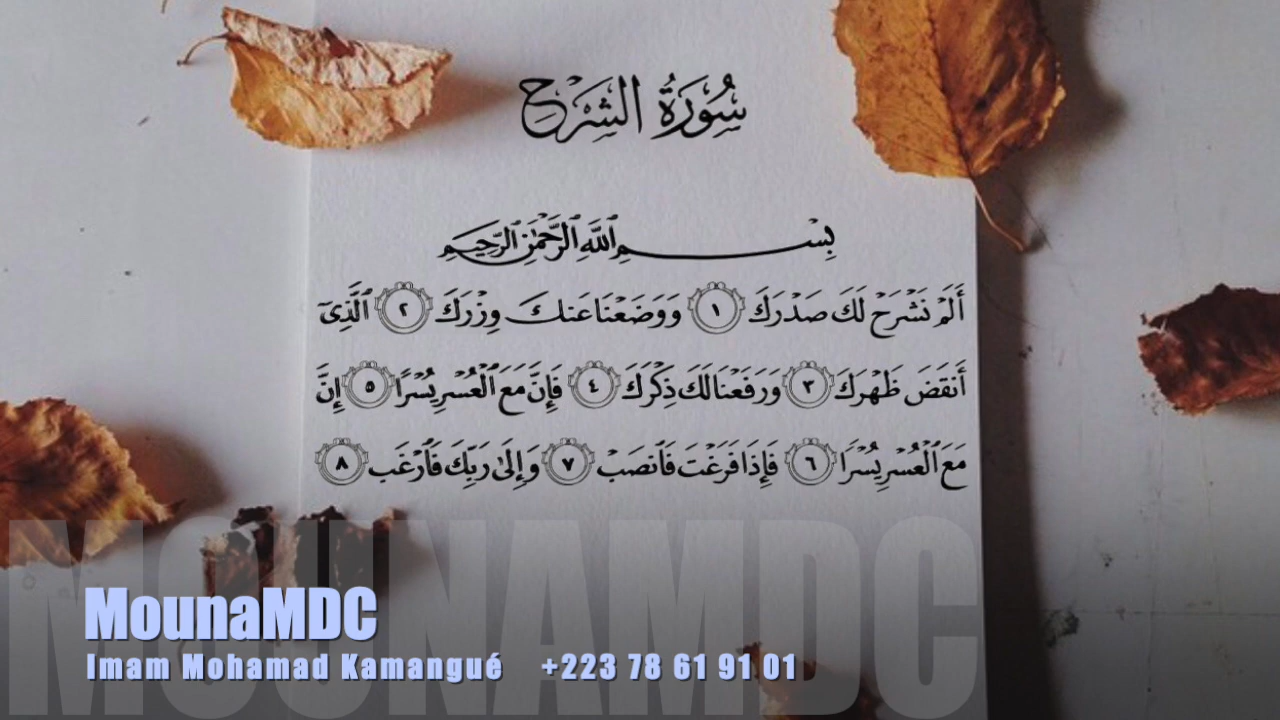 سُورَةُ الشَّرْحِ
بِسْمِ ٱللَّهِ ٱلرَّحْمَٰنِ ٱلرَّحِيمِ
أَلَمْ نَشْرَحْ لَكَ صَدْرَكَ ١ وَوَضَعْنَا عَنكَ وِزْرَكَ ٢ ٱلَّذِىٓ
أَنقَضَ ظَهْرَكَ ٣ وَرَفَعْنَا لَكَ ذِكْرَكَ ٤ فَإِنَّ مَعَ ٱلْعُسْرِ يُسْرًا ٥ إِنَّ
مَعَ ٱلْعُسْرِ يُسْرًا ٦ فَإِذَا فَرَغْتَ فَٱنصَبْ ٧ وَإِلَىٰ رَبِّكَ فَٱرْغَب ٨
MOUNAMDC
MounaMDC
Imam Mohamad Kamangué +223 78 61 91 01